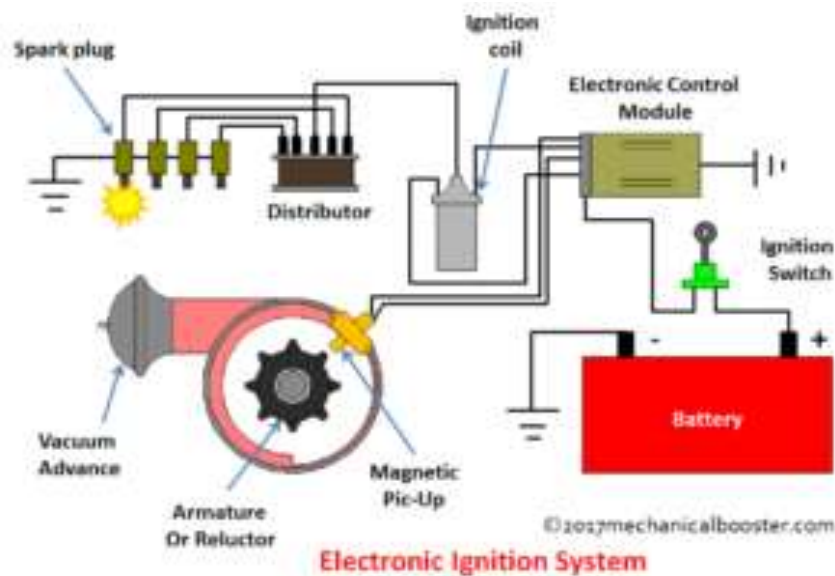 Ignition
coil
Spark plug
Electronic Control
Module
Distributor
Ignition
Switch
- +
Battery
Vacuum
Advance
Magnetic
Pic-Up
Armature
Or Reluctor
©2017mechanicalbooster.com
Electronic Ignition System